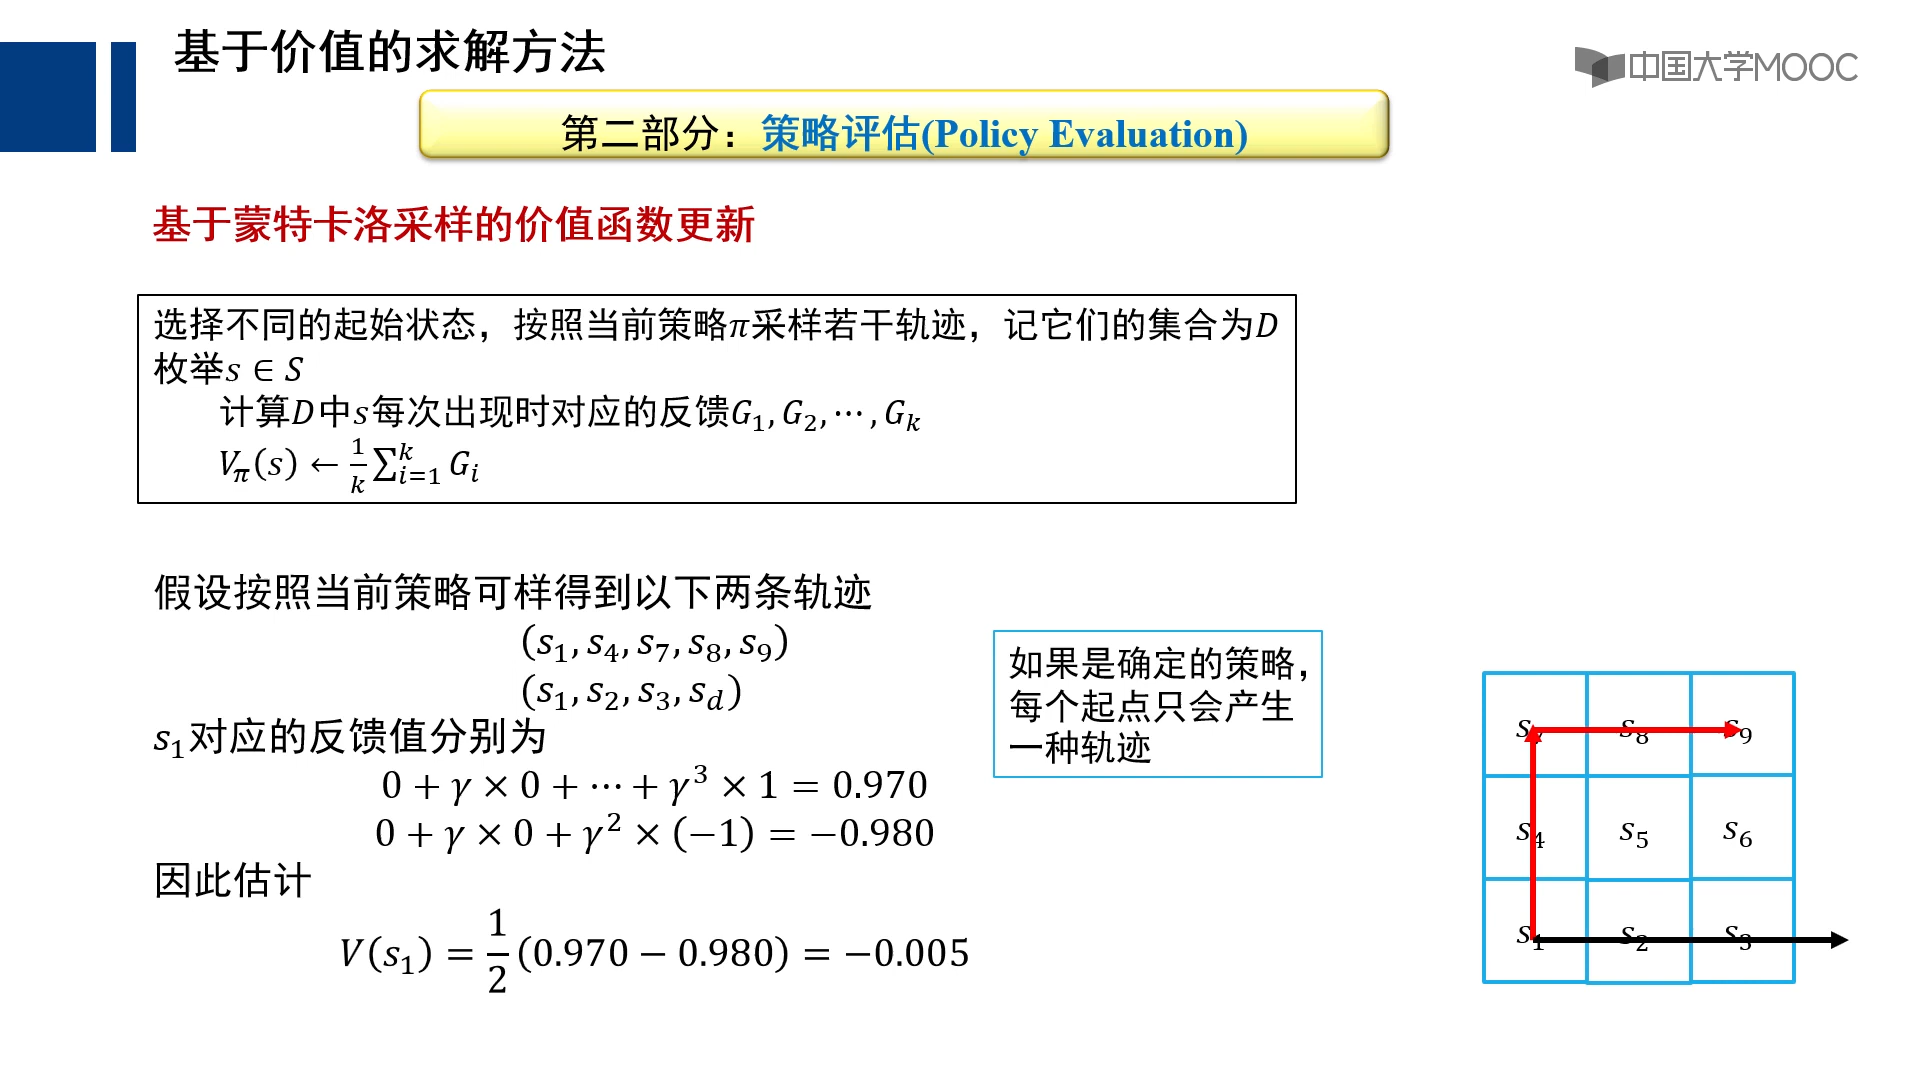 基于价值的求解方法
中国大学MOOC
第二部分：策略评估(Policy Evaluation)
基于蒙特卡洛采样的价值函数更新
选择不同的起始状态，按照当前策略π采样若干轨迹，记它们的集合为D
枚举s ∈ S
计算D中s每次出现时对应的反馈G₁, G₂, ⋯ , Gₖ
V_π(s) ← 1/k ∑_{i=1}^{k} G_i
假设按照当前策略可样得到以下两条轨迹
(s₁, s₄, s₇, s₈, s₉)
(s₁, s₂, s₃, s_d)
s₁对应的反馈值分别为
0 + γ × 0 + ⋯ + γ³ × 1 = 0.970
0 + γ × 0 + γ² × (−1) = −0.980
因此估计
V(s₁) = 1/2 (0.970 − 0.980) = −0.005
如果是确定的策略，
每个起点只会产生
一种轨迹
s₇ s₈ s₉
s₄ s₅ s₆
s₁ s₂ s₃